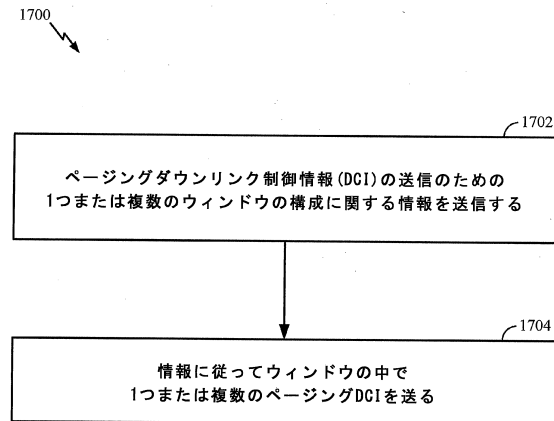 1700
1702
ページングダウンリンク制御情報(DCI)の送信のための
1つまたは複数のウィンドウの構成に関する情報を送信する
1704
情報に従ってウィンドウの中で
1つまたは複数のページングDCIを送る